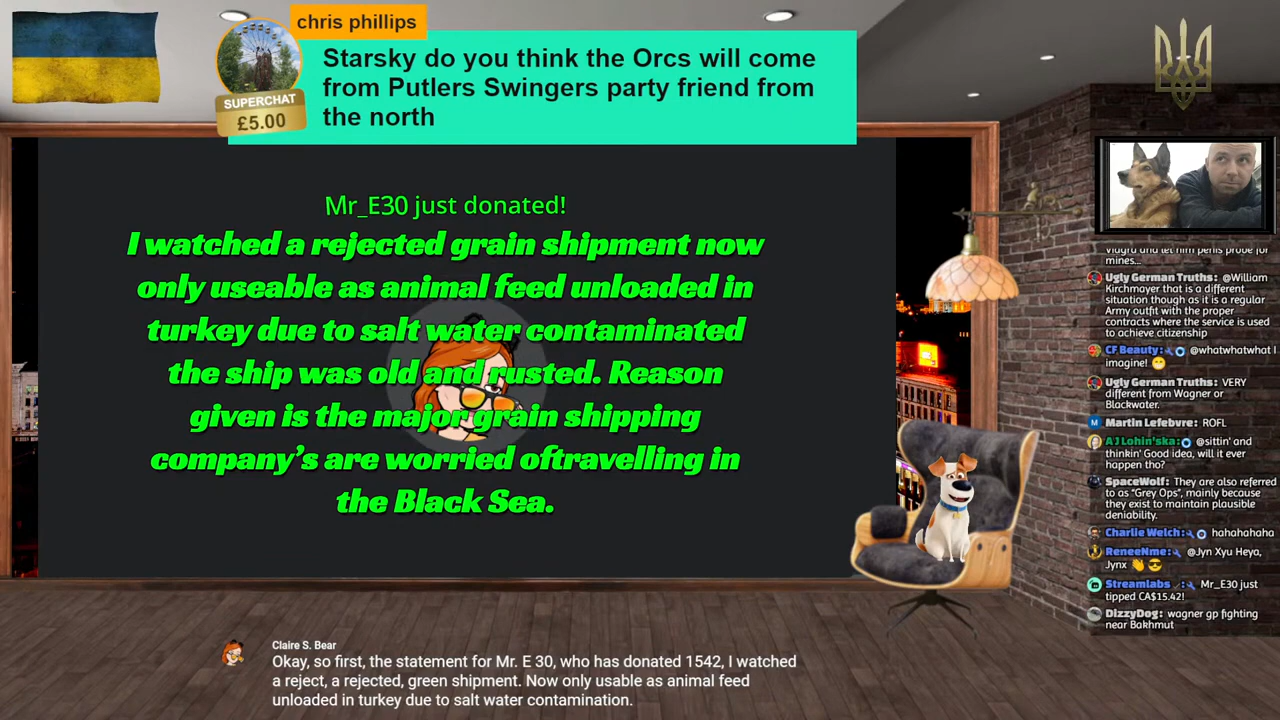 chris phillips
Starsky do you think the Orcs will come
from Putlers Swingers party friend from
the north
SUPERCHAT
£5.00
Mr_E30 just donated!
I watched a rejected grain shipment now
only useable as animal feed unloaded in
turkey due to salt water contaminated
the ship was old and rusted. Reason
given is the major grain shipping
company's are worried oftravelling in
the Black Sea.
viagra and let him penis probe for
mines...
Ugly German Truths: @William
Kirchmayer that is a different
situation though as it is a regular
Army outfit with the proper
contracts where the service is used
to achieve citizenship
CF Beauty: @whatwhatwhat I
imagine! 😁
Ugly German Truths: VERY
different from Wagner or
Blackwater.
M Martin Lefebvre: ROFL
AJ Lohin'ska: @sittin' and
thinkin' Good idea, will it ever
happen tho?
SpaceWolf: They are also referred
to as "Grey Ops", mainly because
they exist to maintain plausible
deniability.
Charlie Welch: hahahahaha
ReneeNme: @Jyn Xyu Heya,
Jynx 👋 😎
Streamlabs: Mr_E30 just
tipped CA$15.42!
DizzyDog: wagner gp fighting
near Bakhmut
Claire S. Bear
Okay, so first, the statement for Mr. E 30, who has donated 1542, I watched
a reject, a rejected, green shipment. Now only usable as animal feed
unloaded in turkey due to salt water contamination.